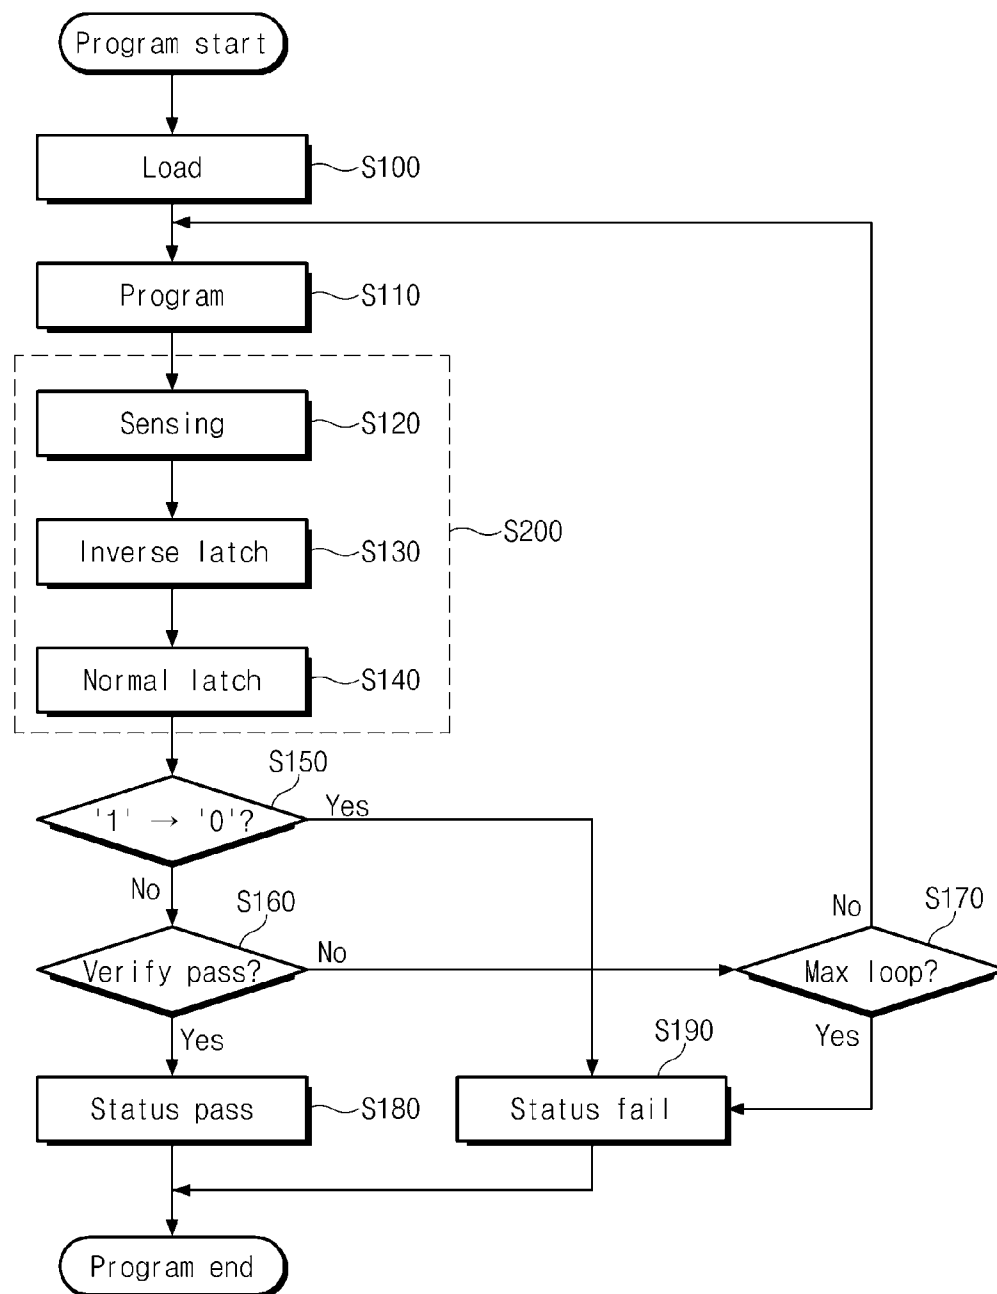 Program start
Load
S100
Program
S110
Sensing
S120
Inverse latch
S130
S200
Normal latch
S140
S150
'1' → '0'?
Yes
No
S160
Verify pass?
No
Yes
No
S170
Max loop?
Yes
S190
Status pass
S180
Status fail
Program end